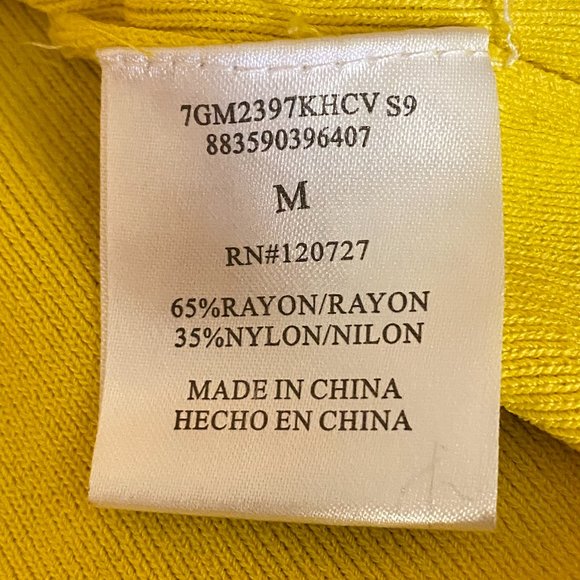 7GM2397KHCV S9
883590396407
M
RN#120727
65%RAYON/RAYON
35%NYLON/NILON
MADE IN CHINA
HECHO EN CHINA